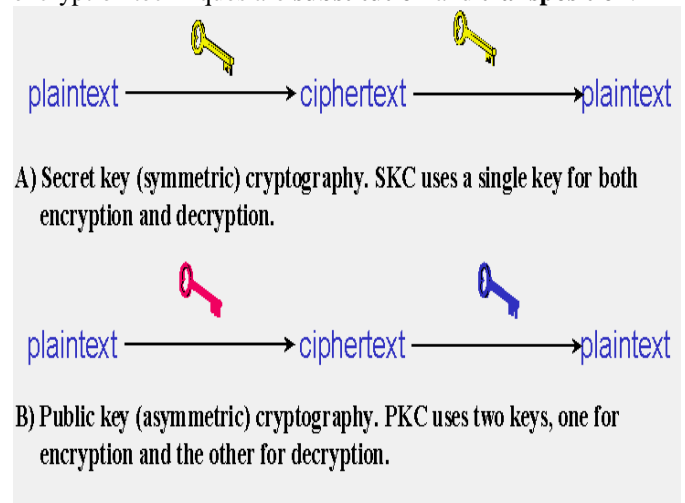 plaintext ciphertext plaintext
A) Secret key (symmetric) cryptography. SKC uses a single key for both
encryption and decryption.
plaintext ciphertext plaintext
B) Public key (asymmetric) cryptography. PKC uses two keys, one for
encryption and the other for decryption.